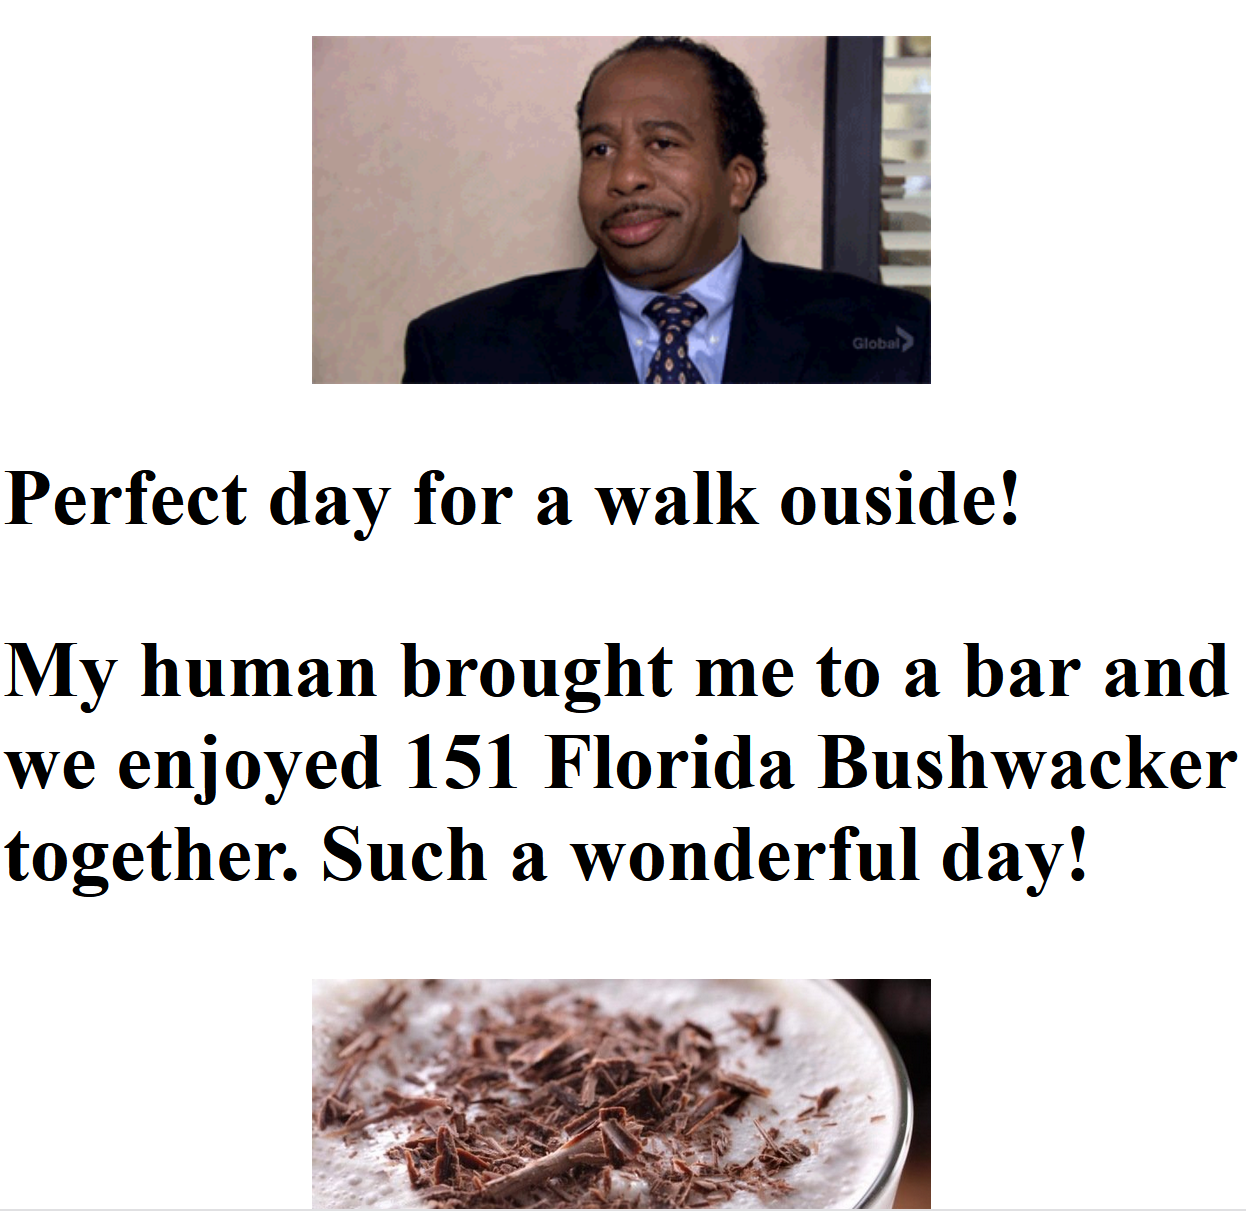 Global
Perfect day for a walk ouside!
My human brought me to a bar and
we enjoyed 151 Florida Bushwacker
together. Such a wonderful day!